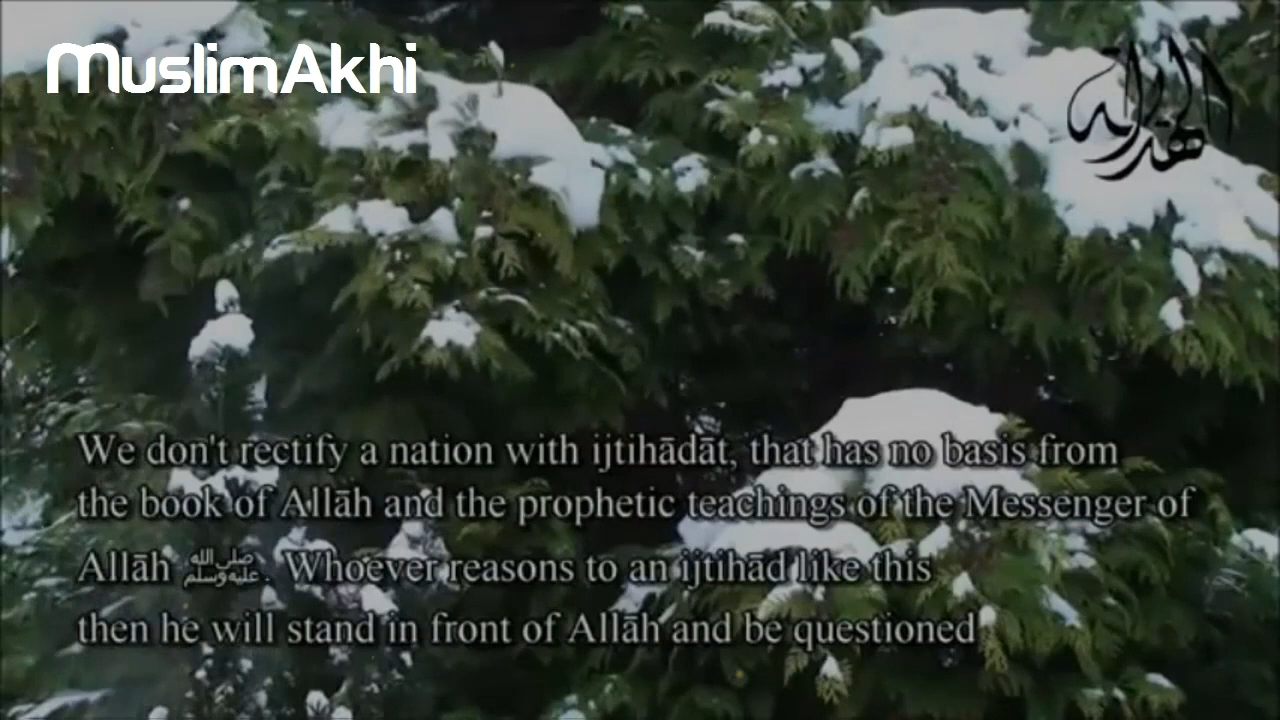 MuslimAkhi
الهداية
We don't rectify a nation with ijtihādāt, that has no basis from
the book of Allāh and the prophetic teachings of the Messenger of
Allāh ﷺ. Whoever reasons to an ijtihād like this
then he will stand in front of Allāh and be questioned